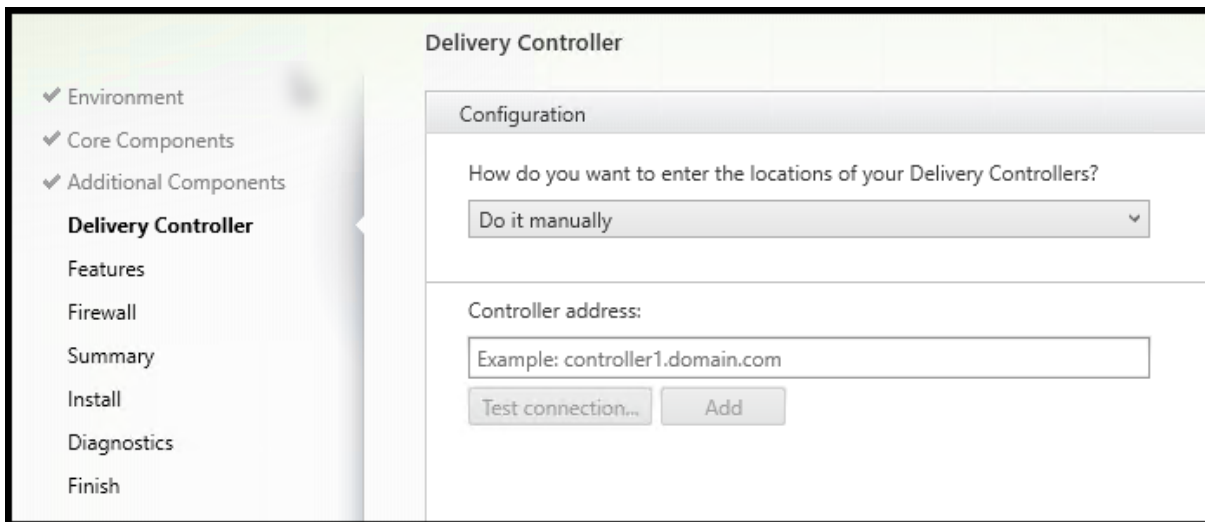 Delivery Controller
Environment
Core Components
Additional Components
Delivery Controller
Features
Firewall
Summary
Install
Diagnostics
Finish
Configuration
How do you want to enter the locations of your Delivery Controllers?
Do it manually
Controller address:
Example: controller1.domain.com
Test connection... Add